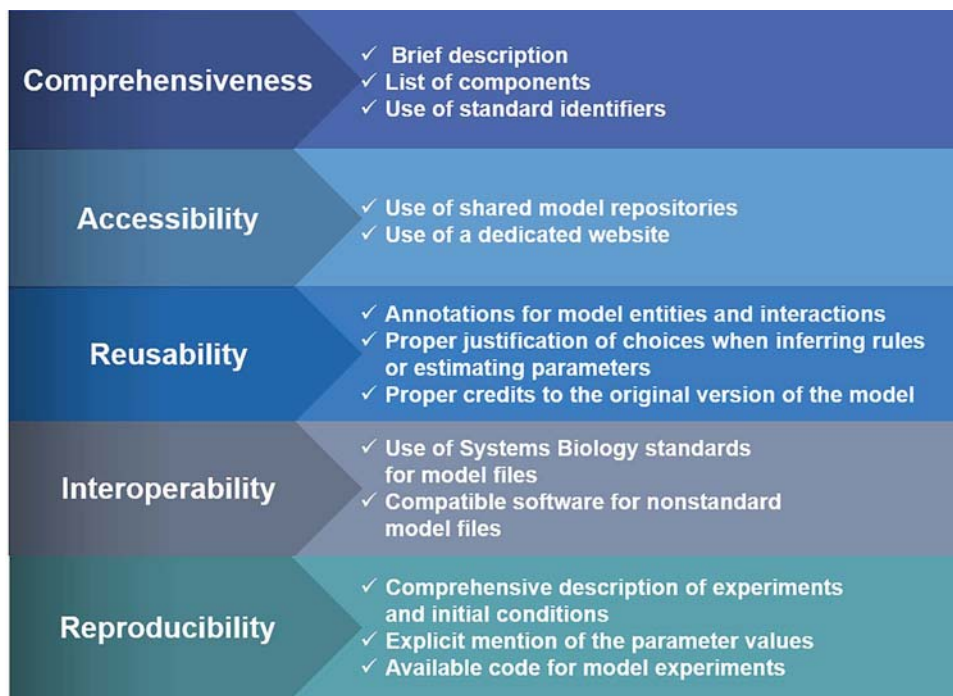 Comprehensiveness
✓ Brief description
✓ List of components
✓ Use of standard identifiers
Accessibility
✓ Use of shared model repositories
✓ Use of a dedicated website
Reusability
✓ Annotations for model entities and interactions
✓ Proper justification of choices when inferring rules
or estimating parameters
✓ Proper credits to the original version of the model
Interoperability
✓ Use of Systems Biology standards
for model files
✓ Compatible software for nonstandard
model files
Reproducibility
✓ Comprehensive description of experiments
and initial conditions
✓ Explicit mention of the parameter values
✓ Available code for model experiments